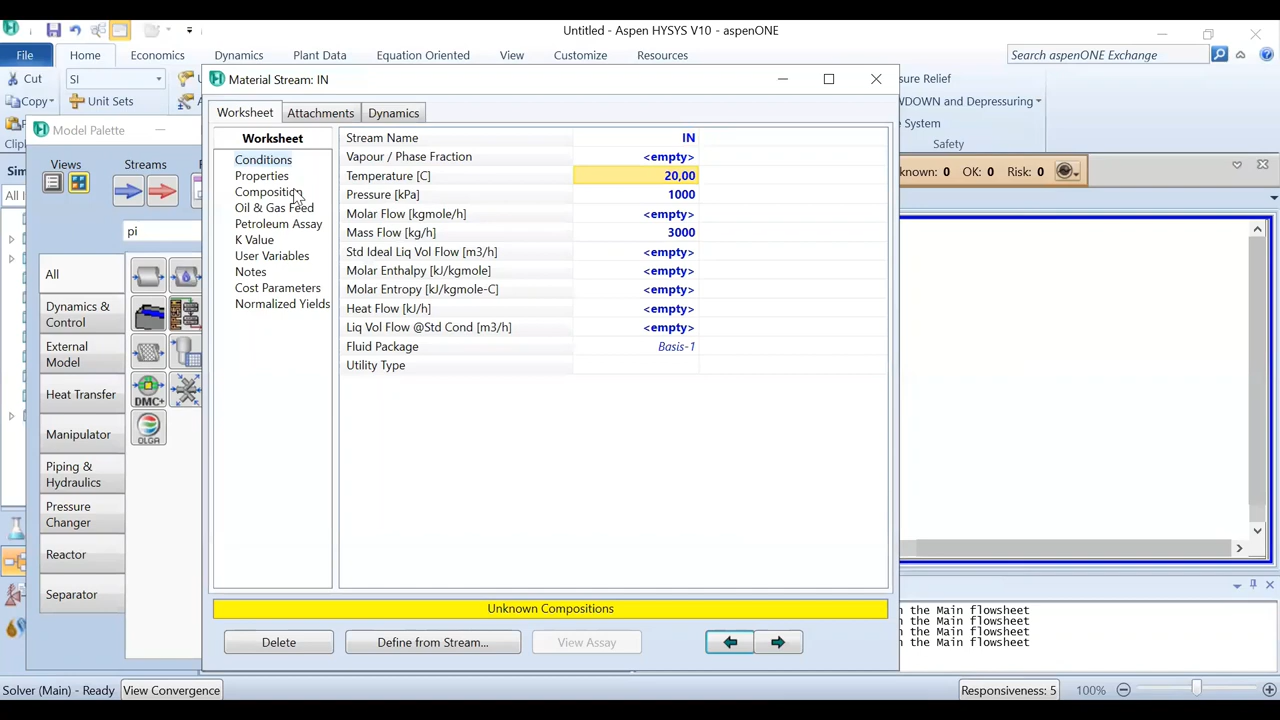 Untitled - Aspen HYSYS V10 - aspenONE
File
Home
Economics
Dynamics
Plant Data
Equation Oriented
View
Customize
Resources
Search aspenONE Exchange
Cut
SI
Copy
Unit Sets
Material Stream: IN
sure Relief
WDOWN and Depressuring
System
Safety
Clip
Model Palette
Worksheet
Attachments
Dynamics
Views
Streams
Sim
All I
pi
All
Dynamics & Control
External Model
Heat Transfer
Manipulator
Piping & Hydraulics
Pressure Changer
Reactor
Separator
DMC+
OLGA
Worksheet
Conditions
Properties
Composition
Oil & Gas Feed
Petroleum Assay
K Value
User Variables
Notes
Cost Parameters
Normalized Yields
Stream Name IN
Vapour / Phase Fraction <empty>
Temperature [C] 20,00
Pressure [kPa] 1000
Molar Flow [kgmole/h] <empty>
Mass Flow [kg/h] 3000
Std Ideal Liq Vol Flow [m3/h] <empty>
Molar Enthalpy [kJ/kgmole] <empty>
Molar Entropy [kJ/kgmole-C] <empty>
Heat Flow [kJ/h] <empty>
Liq Vol Flow @Std Cond [m3/h] <empty>
Fluid Package Basis-1
Utility Type
Unknown Compositions
Delete
Define from Stream...
View Assay
known: 0 OK: 0 Risk: 0
n the Main flowsheet
n the Main flowsheet
n the Main flowsheet
n the Main flowsheet
Solver (Main) - Ready
View Convergence
Responsiveness: 5
100%